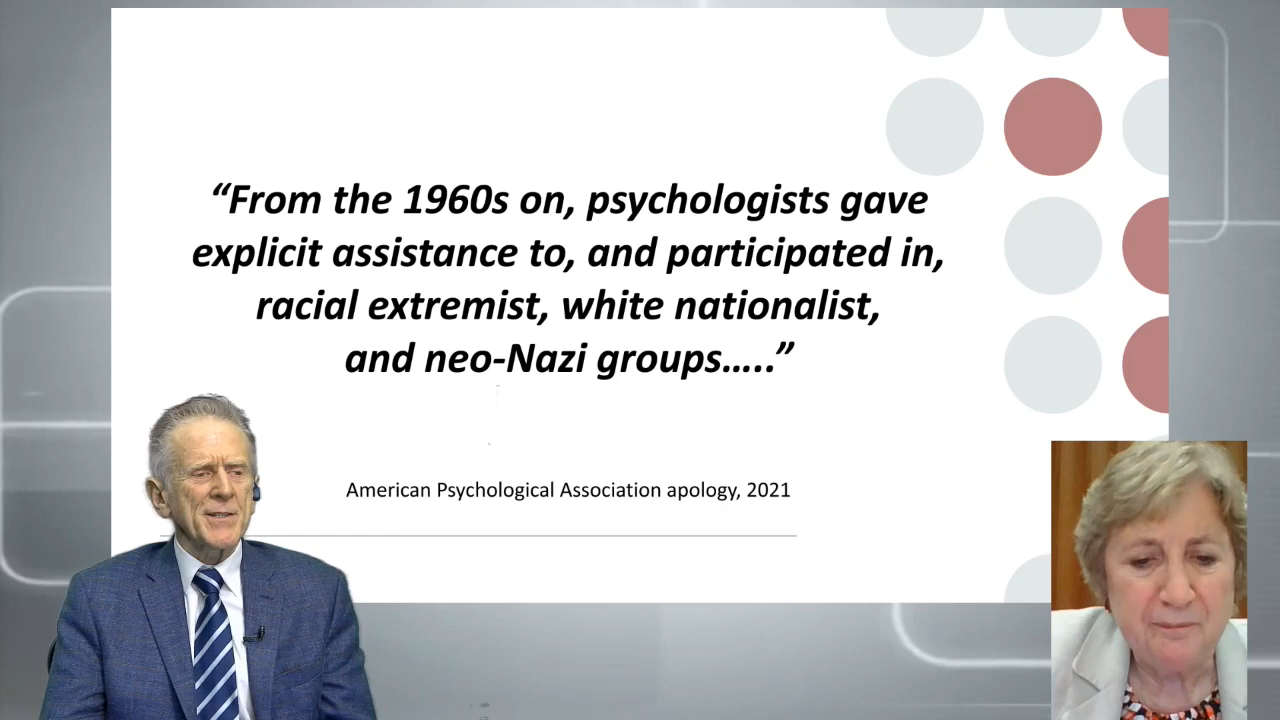 “From the 1960s on, psychologists gave
explicit assistance to, and participated in,
racial extremist, white nationalist,
and neo-Nazi groups…..”
American Psychological Association apology, 2021